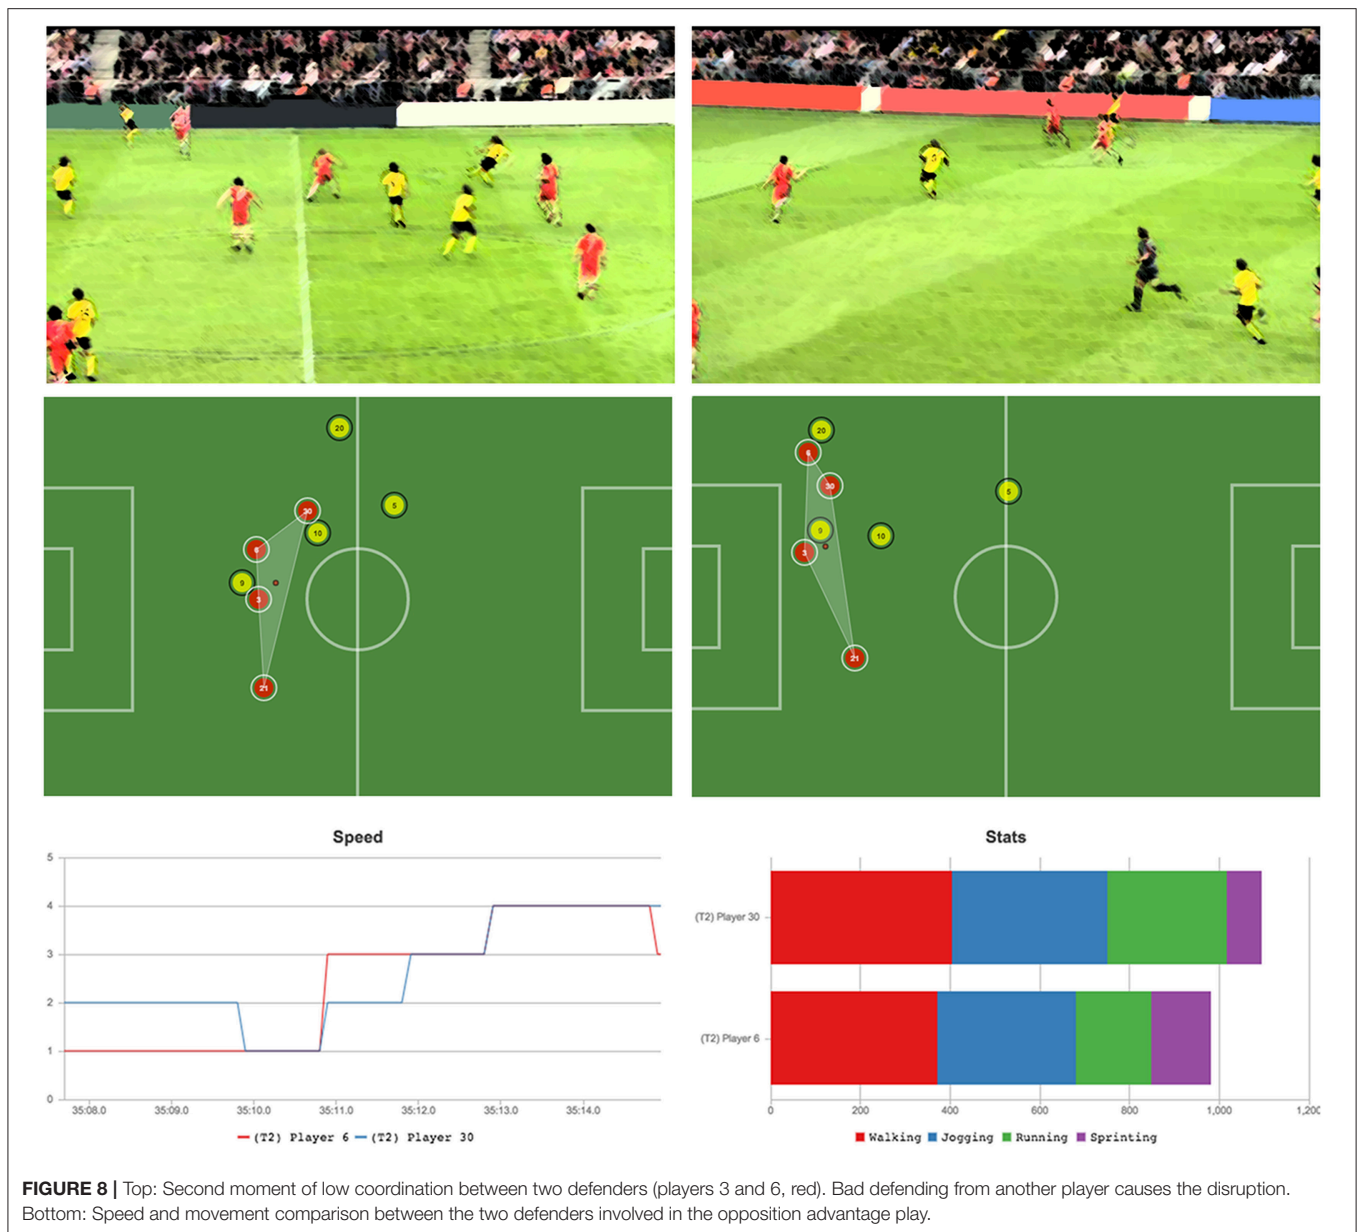 20
5
30
10
6
9
3
21
20
6
30
5
9
10
3
21
Speed
5
4
3
2
1
0
35:08.0 35:09.0 35:10.0 35:11.0 35:12.0 35:13.0 35:14.0
(T2) Player 6 (T2) Player 30
Stats
(T2) Player 30
(T2) Player 6
0 200 400 600 800 1,000 1,200
Walking Jogging Running Sprinting
FIGURE 8 | Top: Second moment of low coordination between two defenders (players 3 and 6, red). Bad defending from another player causes the disruption.
Bottom: Speed and movement comparison between the two defenders involved in the opposition advantage play.